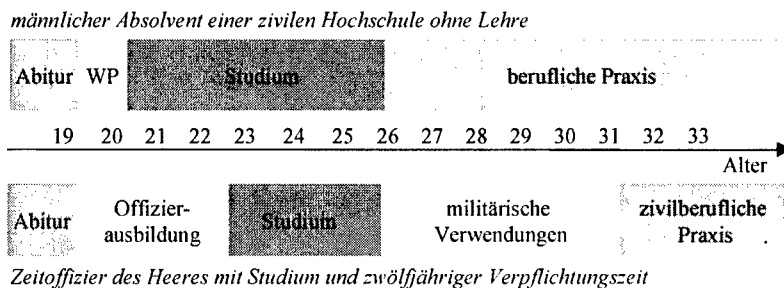 männlicher Absolvent einer zivilen Hochschule ohne Lehre
Abitur WP Studium berufliche Praxis
19 20 21 22 23 24 25 26 27 28 29 30 31 32 33
Alter
Abitur Offizier-
ausbildung Studium militärische
Verwendungen zivilberufliche
Praxis
Zeitoffizier des Heeres mit Studium und zwölfjähriger Verpflichtungszeit